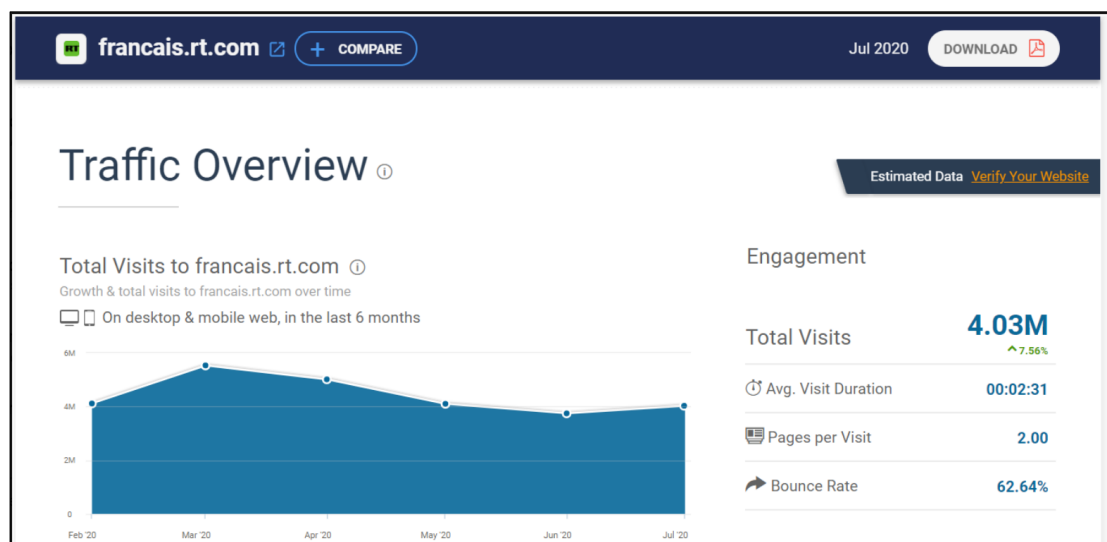 RT francais.rt.com + COMPARE Jul 2020 DOWNLOAD
Traffic Overview
Estimated Data Verify Your Website
Total Visits to francais.rt.com
Growth & total visits to francais.rt.com over time
On desktop & mobile web, in the last 6 months
6M
4M
2M
0
Feb '20 Mar '20 Apr '20 May '20 Jun '20 Jul '20
Engagement
Total Visits 4.03M
7.56%
Avg. Visit Duration 00:02:31
Pages per Visit 2.00
Bounce Rate 62.64%